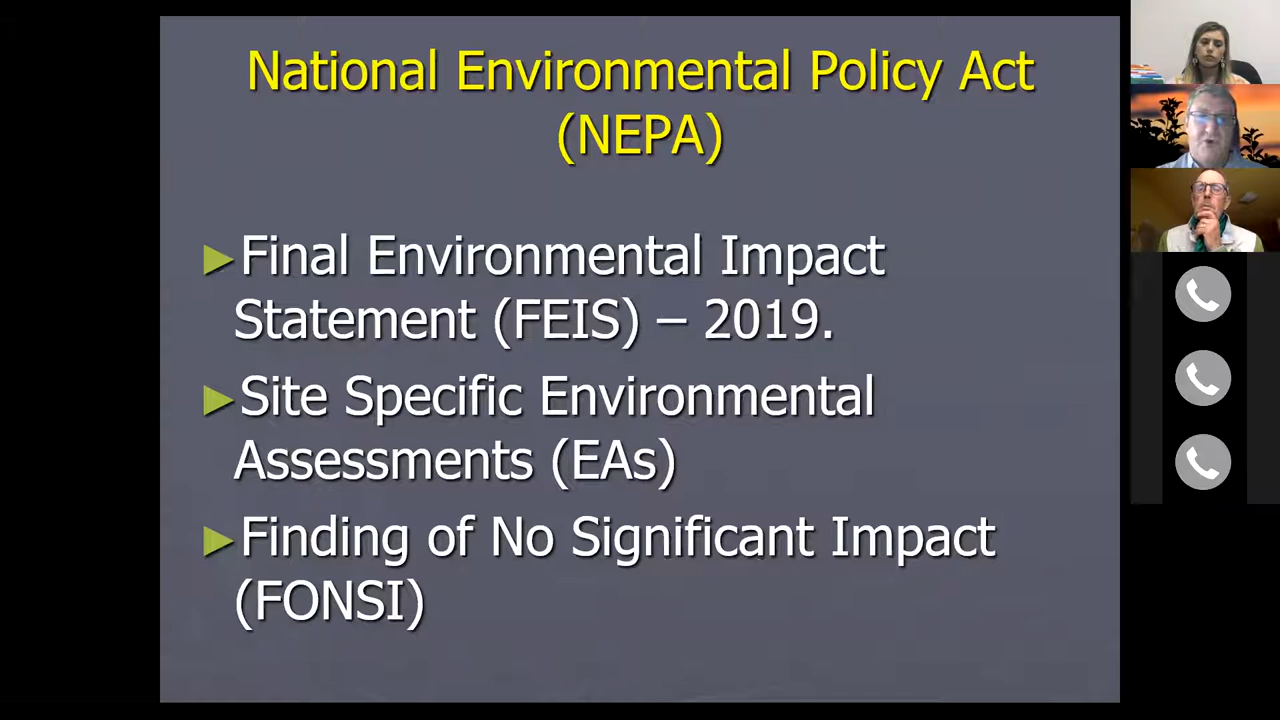 National Environmental Policy Act
(NEPA)
►Final Environmental Impact
Statement (FEIS) – 2019.
►Site Specific Environmental
Assessments (EAs)
►Finding of No Significant Impact
(FONSI)